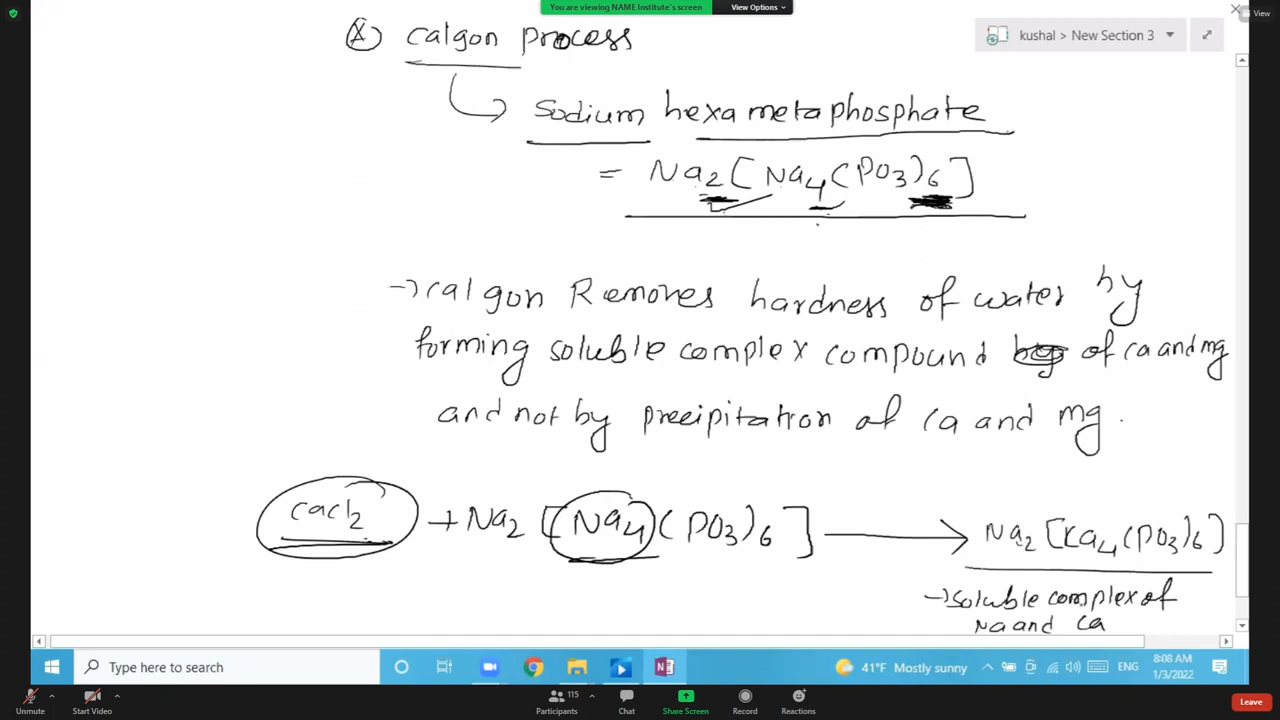 You are viewing NAME Institute's screen
View Options
View
kushal > New Section 3
calgon process
sodium hexa metaphosphate
= Na2[Na4(PO3)6]
→ calgon Removes hardness of water by
forming soluble complex compound of ca and mg
and not by precipitation of ca and mg.
cacl2 + Na2 [Na4(PO3)6] → Na2[Ca4(PO3)6]
→ soluble complex of
Na and ca
Type here to search
41°F Mostly sunny
ENG
8:08 AM
1/3/2022
Unmute
Start Video
115
Participants
Chat
Share Screen
Record
Reactions
Leave